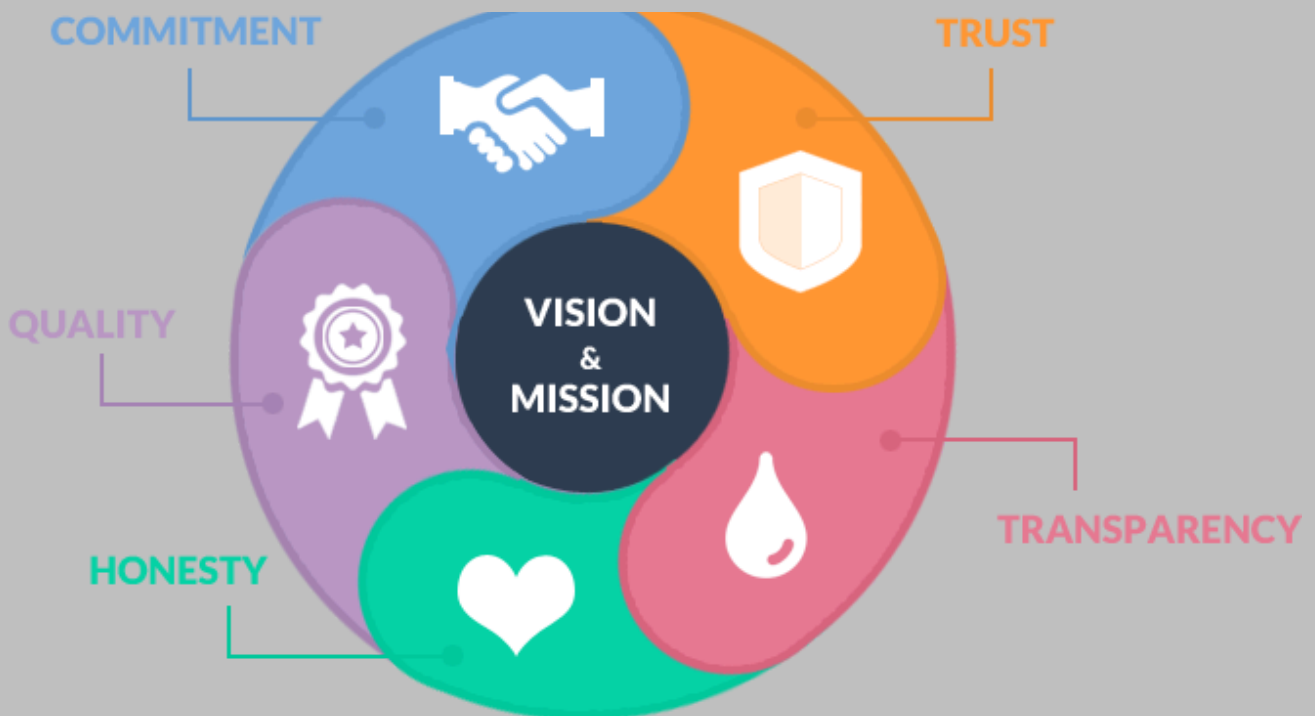 COMMITMENT
TRUST
VISION
&
MISSION
QUALITY
TRANSPARENCY
HONESTY